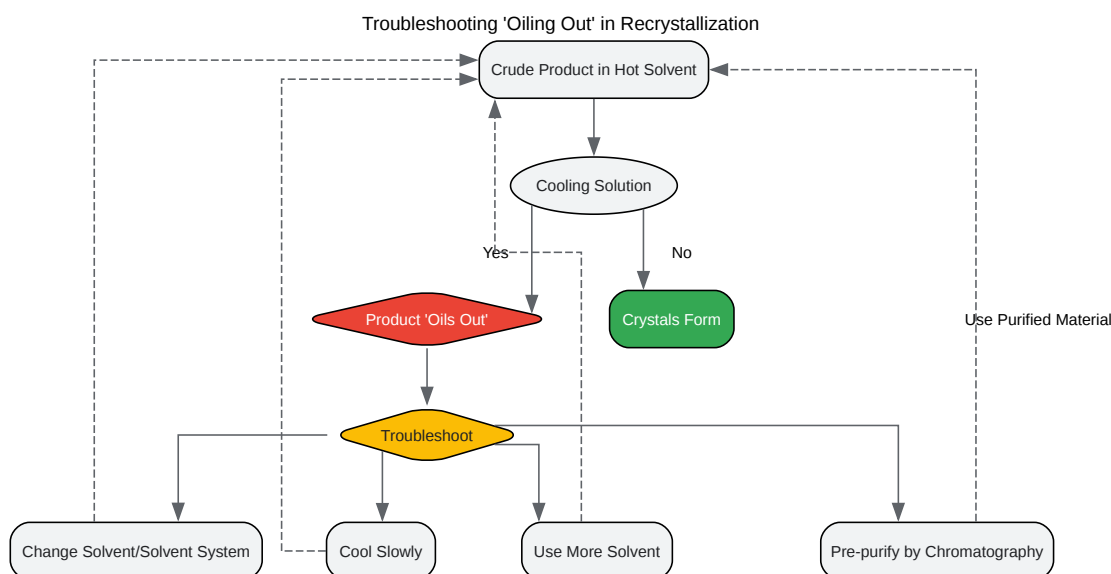 Troubleshooting 'Oiling Out' in Recrystallization
Crude Product in Hot Solvent
Cooling Solution
Yes
No
Product 'Oils Out'
Crystals Form
Use Purified Material
Troubleshoot
Change Solvent/Solvent System
Cool Slowly
Use More Solvent
Pre-purify by Chromatography